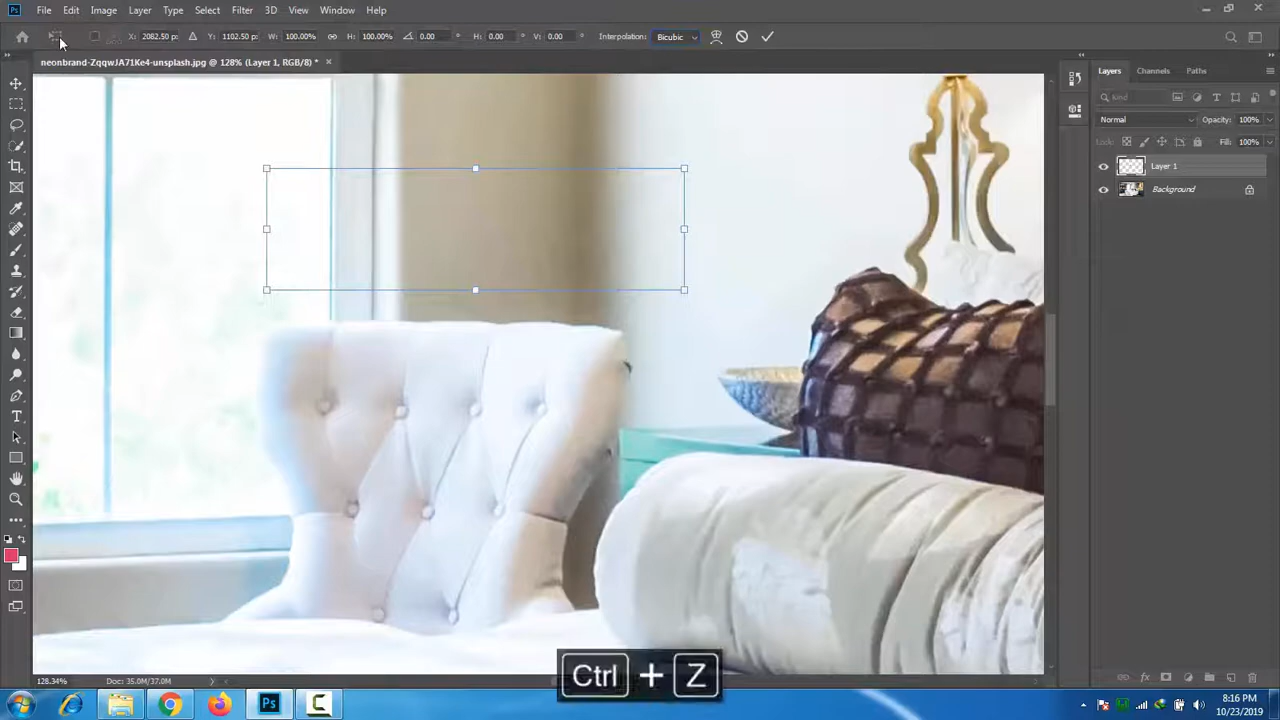 Ps File Edit Image Layer Type Select Filter 3D View Window Help
X: 2082.50 px Y: 1102.50 px W: 100.00% H: 100.00% 0.00 ° H: 0.00 ° V: 0.00 ° Interpolation: Bicubic
neonbrand-ZqqwJA71Ke4-unsplash.jpg @ 128% (Layer 1, RGB/8) * ×
Layers Channels Paths
Kind
Normal Opacity: 100%
Lock: Fill: 100%
Layer 1
Background
Ctrl + Z
128.34% Doc: 35.0M/37.0M
Ps
8:16 PM
10/23/2019